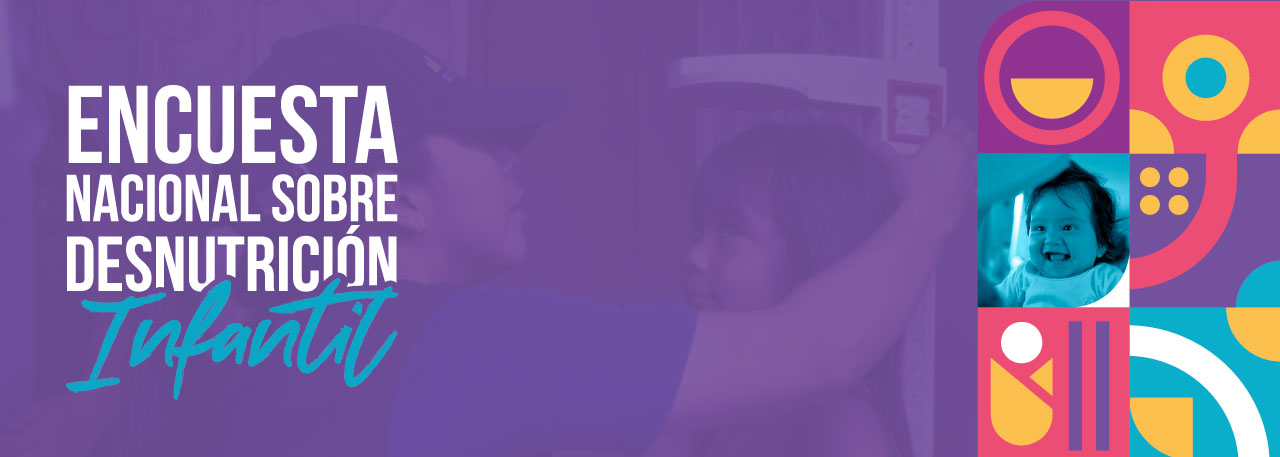 ENCUESTA
NACIONAL SOBRE
DESNUTRICIÓN
Infantil